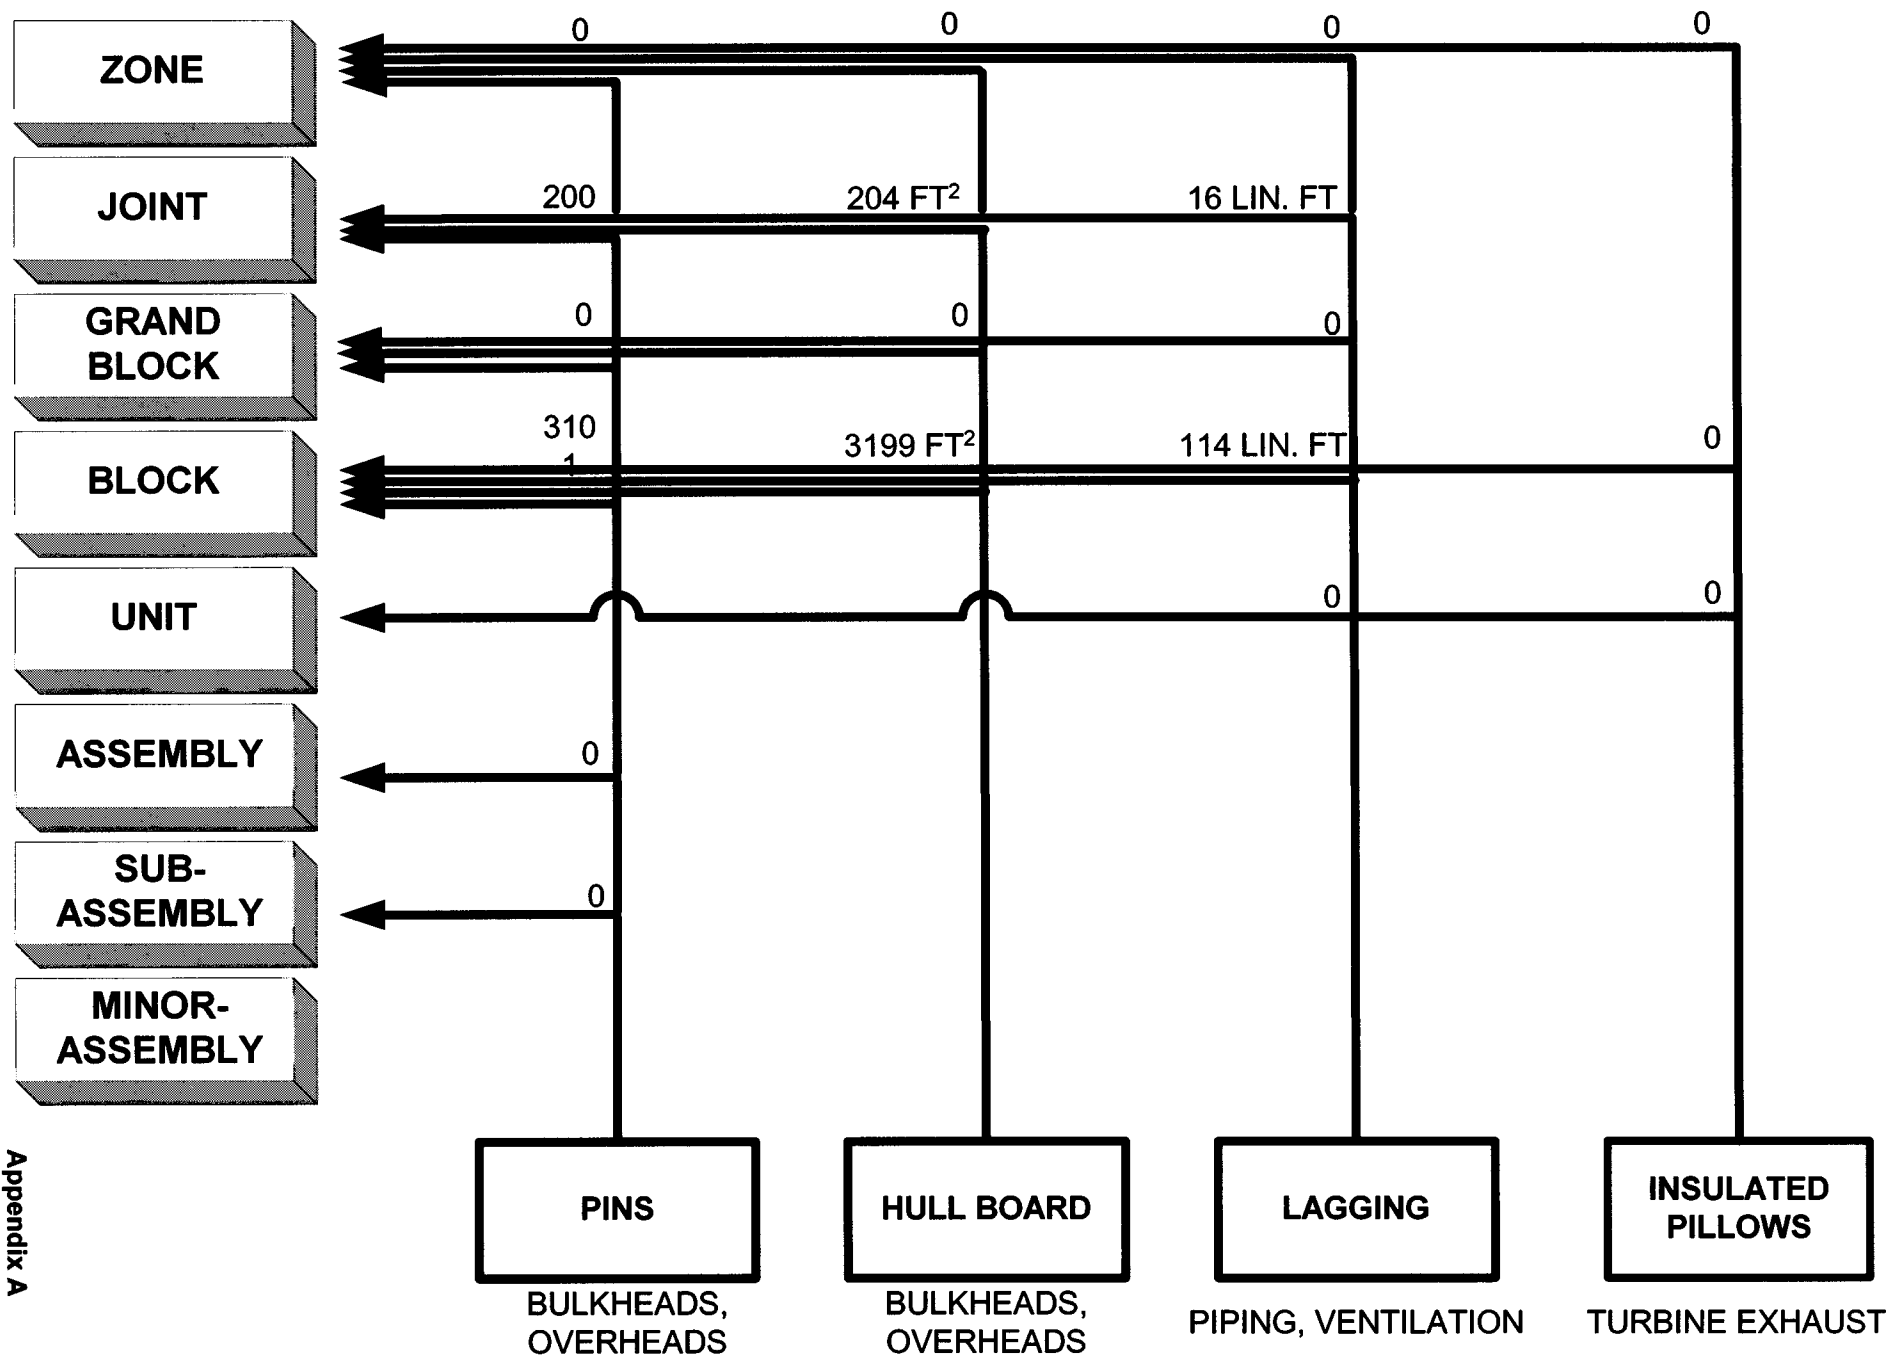 0 0 0 0
ZONE
200 204 FT² 16 LIN. FT
JOINT
0 0 0
GRAND
BLOCK
310
1
3199 FT² 114 LIN. FT 0
BLOCK
0 0
UNIT
0
ASSEMBLY
0
SUB-
ASSEMBLY
MINOR-
ASSEMBLY
PINS
BULKHEADS,
OVERHEADS
HULL BOARD
BULKHEADS,
OVERHEADS
LAGGING
PIPING, VENTILATION
INSULATED
PILLOWS
TURBINE EXHAUST
Appendix A